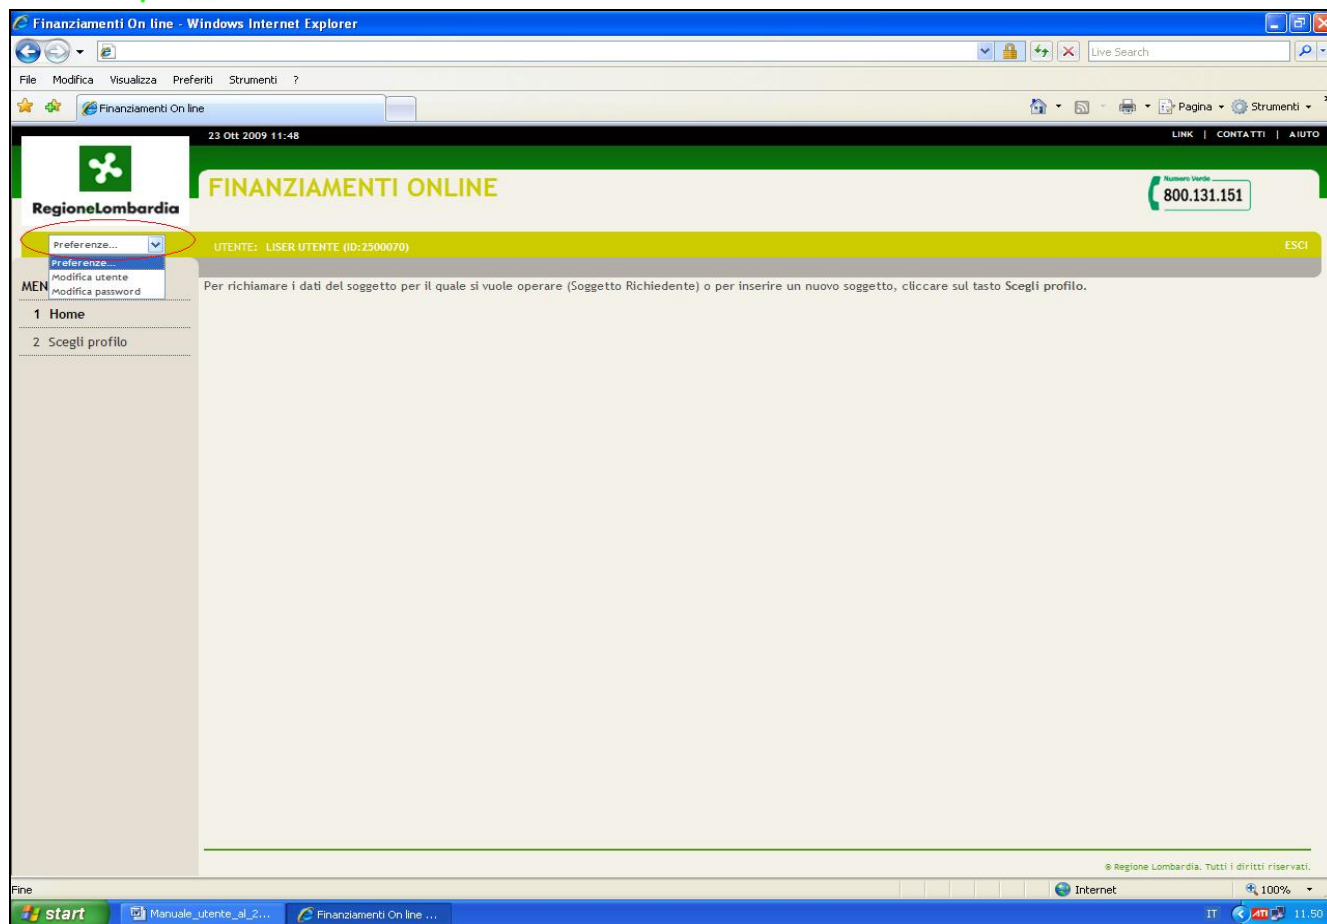 Finanziamenti On line - Windows Internet Explorer
Live Search
File Modifica Visualizza Preferiti Strumenti ?
Finanziamenti On line
Pagina Strumenti
23 Ott 2009 11:48
LINK | CONTATTI | AIUTO
RegioneLombardia
FINANZIAMENTI ONLINE
Numero Verde
800.131.151
Preferenze...
UTENTE: LISER UTENTE (ID:2500070)
ESCI
Preferenze...
Modifica utente
Modifica password
MEN
Per richiamare i dati del soggetto per il quale si vuole operare (Soggetto Richiedente) o per inserire un nuovo soggetto, cliccare sul tasto Scegli profilo.
1 Home
2 Scegli profilo
© Regione Lombardia. Tutti i diritti riservati.
Fine
Internet
100%
start
Manuale_utente_al_2...
Finanziamenti On line ...
IT
ATI
11.50